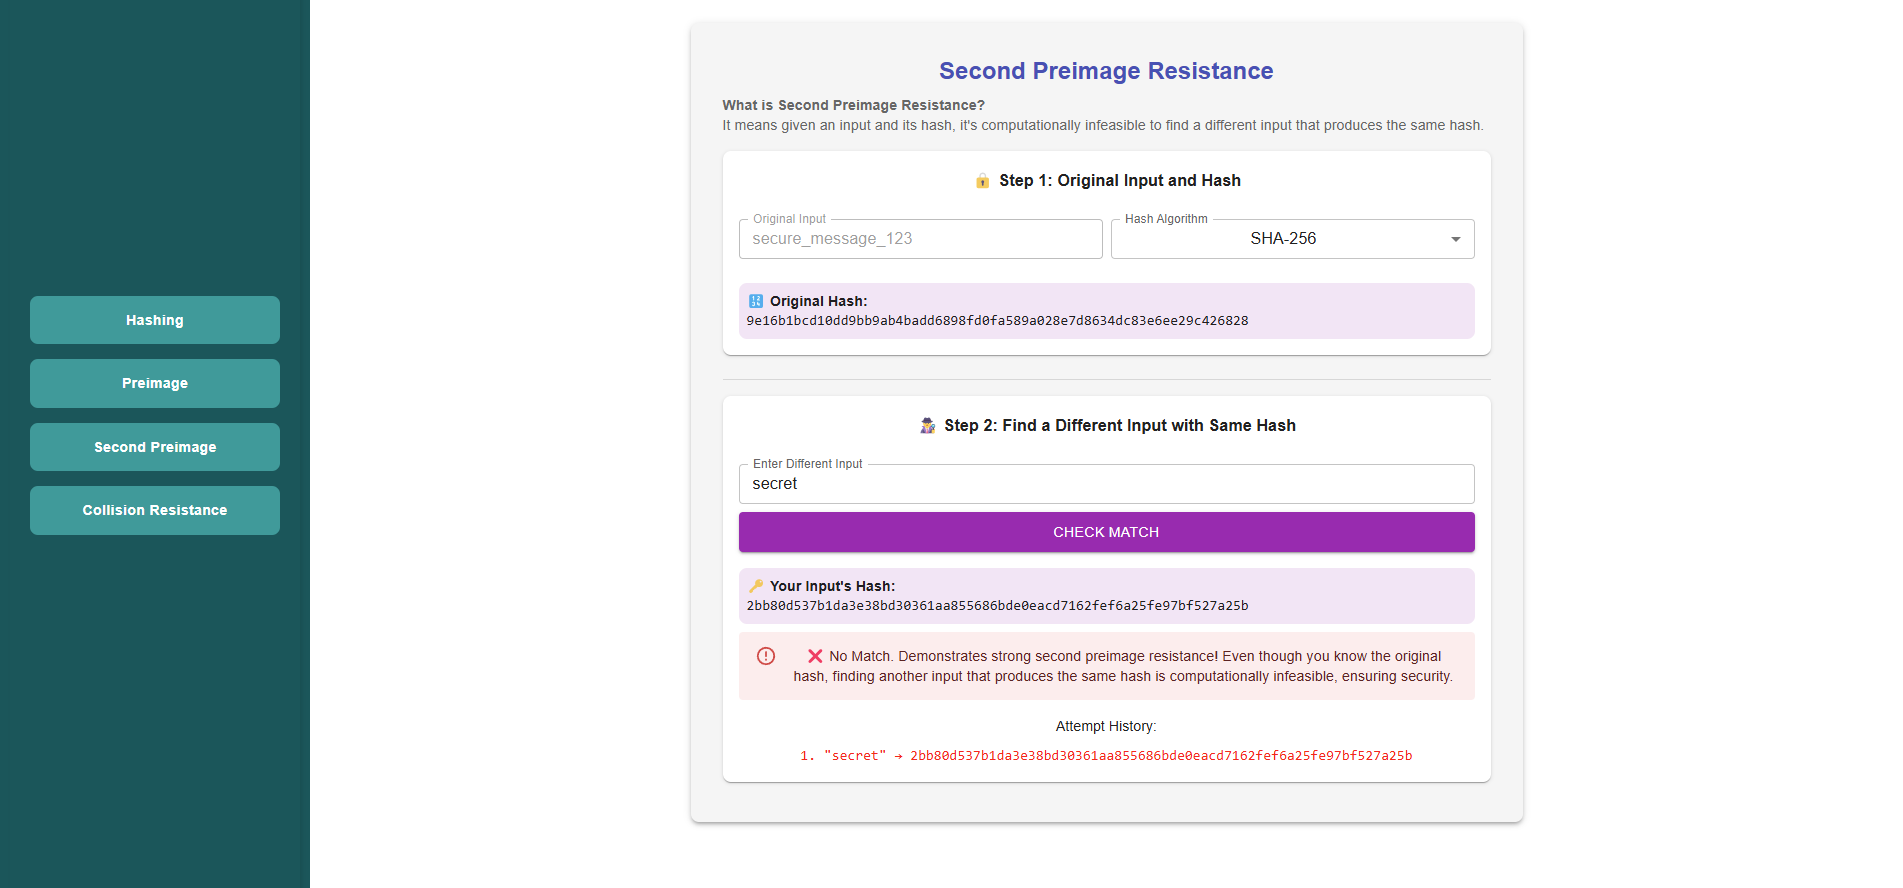 Hashing
Preimage
Second Preimage
Collision Resistance
Second Preimage Resistance
What is Second Preimage Resistance?
It means given an input and its hash, it's computationally infeasible to find a different input that produces the same hash.
🔒 Step 1: Original Input and Hash
Original Input
secure_message_123
Hash Algorithm
SHA-256
🔢 Original Hash:
9e16b1bcd10dd9bb9ab4badd6898fd0fa589a028e7d8634dc83e6ee29c426828
🕵️ Step 2: Find a Different Input with Same Hash
Enter Different Input
secret
CHECK MATCH
🔑 Your Input's Hash:
2bb80d537b1da3e38bd30361aa855686bde0eacd7162fef6a25fe97bf527a25b
❌ No Match. Demonstrates strong second preimage resistance! Even though you know the original
hash, finding another input that produces the same hash is computationally infeasible, ensuring security.
Attempt History:
1. "secret" → 2bb80d537b1da3e38bd30361aa855686bde0eacd7162fef6a25fe97bf527a25b